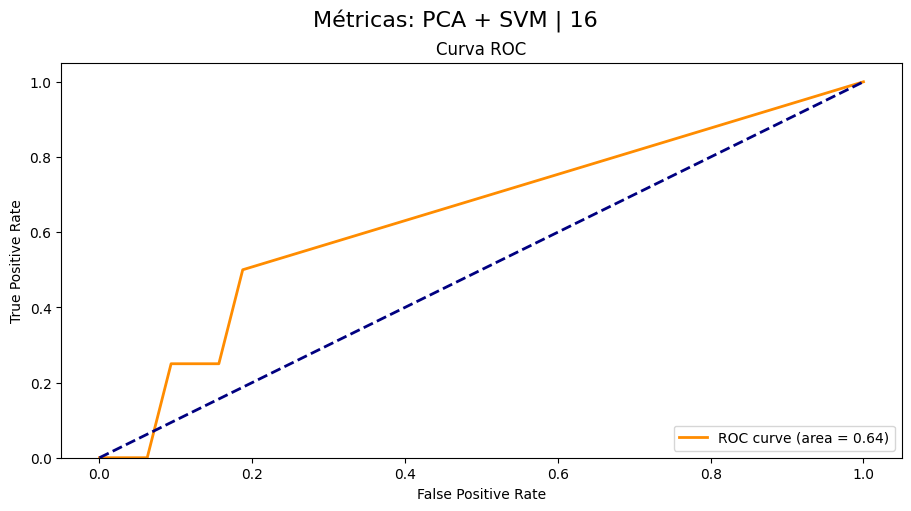 Métricas: PCA + SVM | 16
Curva ROC
True Positive Rate
1.0
0.8
0.6
0.4
0.2
0.0
0.0 0.2 0.4 0.6 0.8 1.0
False Positive Rate
ROC curve (area = 0.64)